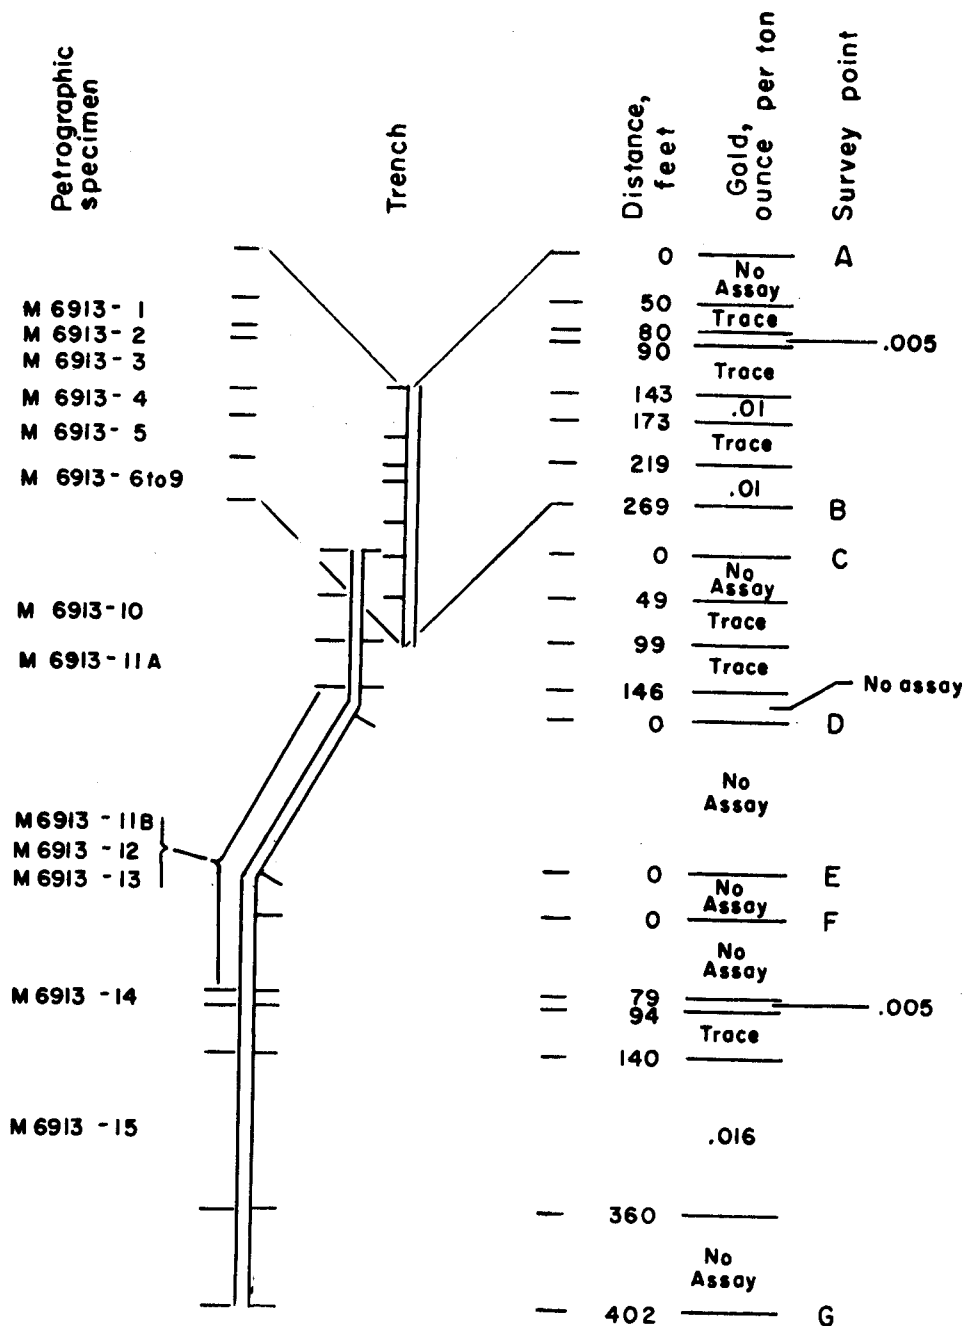 Petrographic
specimen
Trench
Distance,
feet
Gold,
ounce per ton
Survey point
0 A
No
Assay
M 6913- 1
50
Trace
M 6913- 2
80
.005
M 6913- 3
90
Trace
M 6913- 4
143
.01
173
M 6913- 5
Trace
219
M 6913-6to9
.01
269 B
0 C
No
Assay
M 6913-10
49
Trace
99
M 6913-11A
Trace
146
No assay
0 D
No
Assay
M6913 -11B
M6913 -12
M6913 -13
0 E
No
Assay
0 F
No
Assay
M6913 -14
79
.005
94
Trace
140
M6913 -15
.016
360
No
Assay
402 G